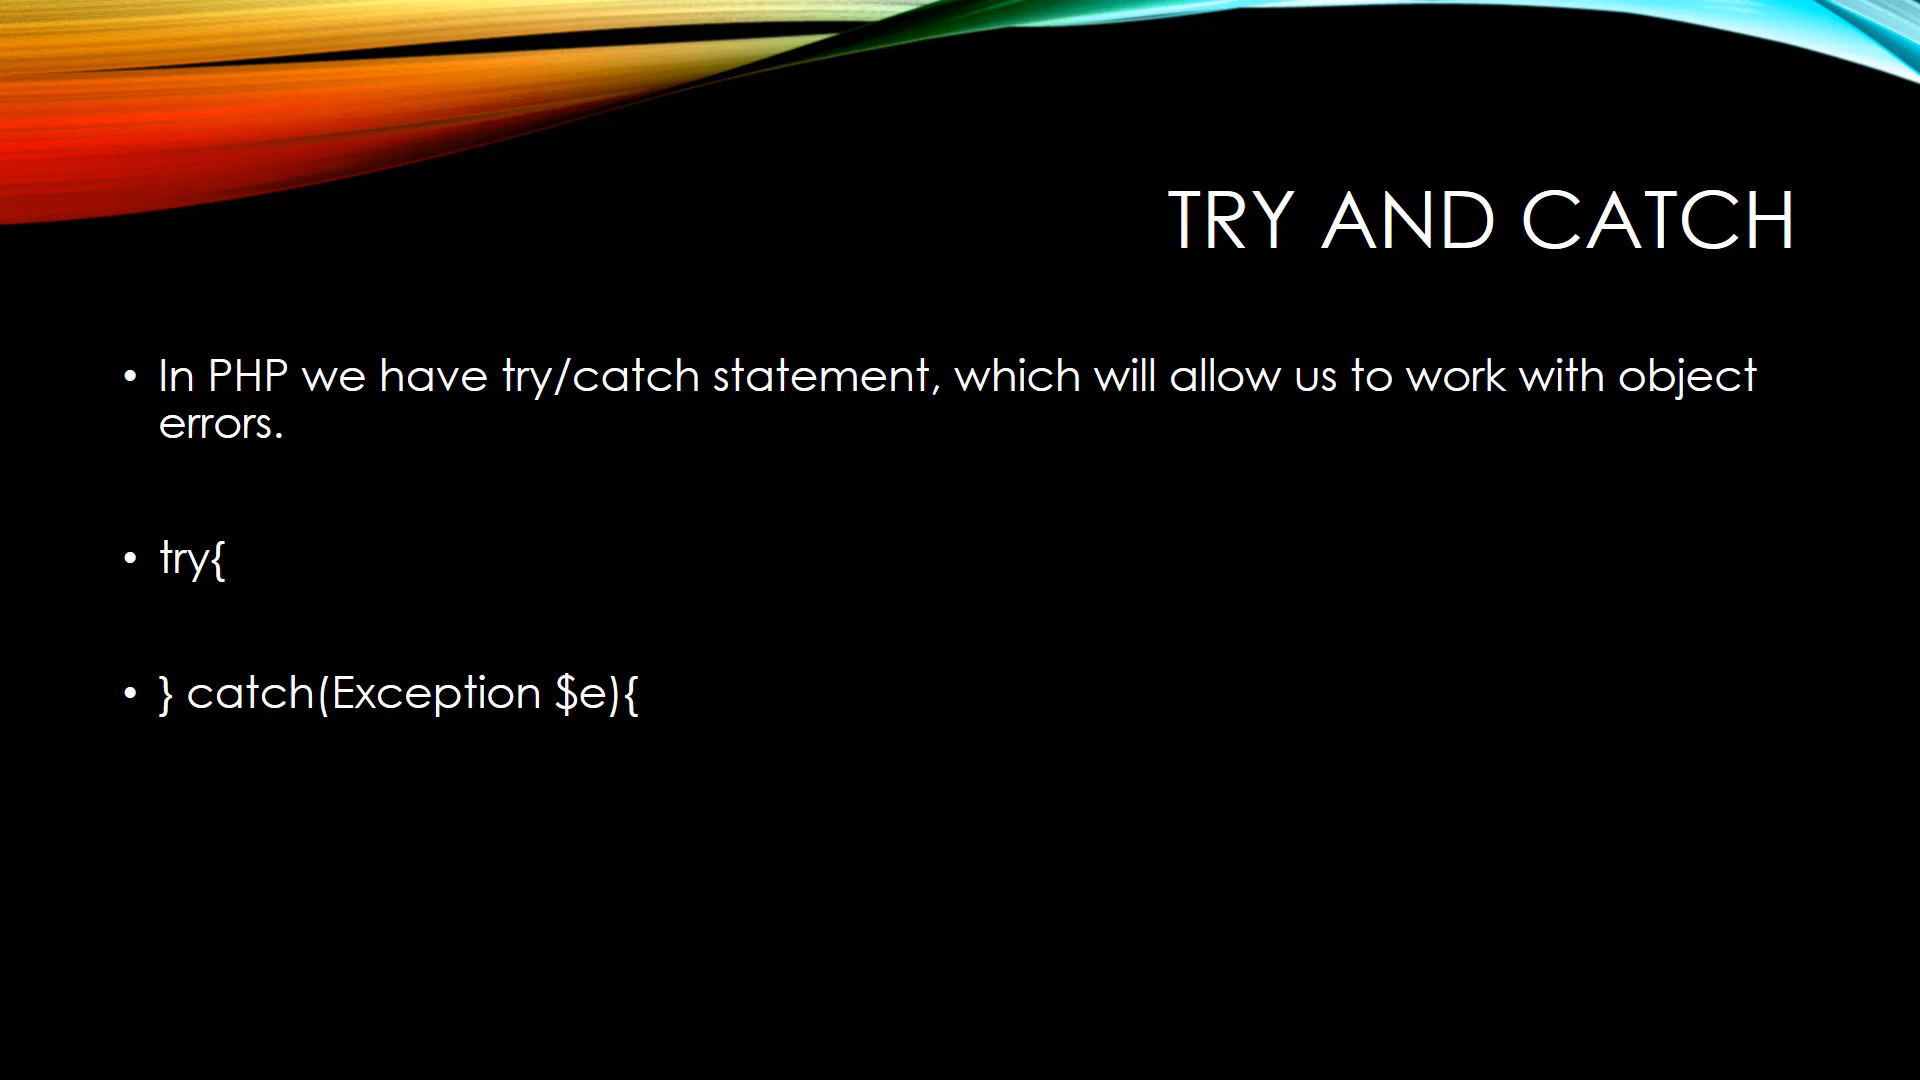 TRY AND CATCH
• In PHP we have try/catch statement, which will allow us to work with object
errors.
• try{
• } catch(Exception $e){